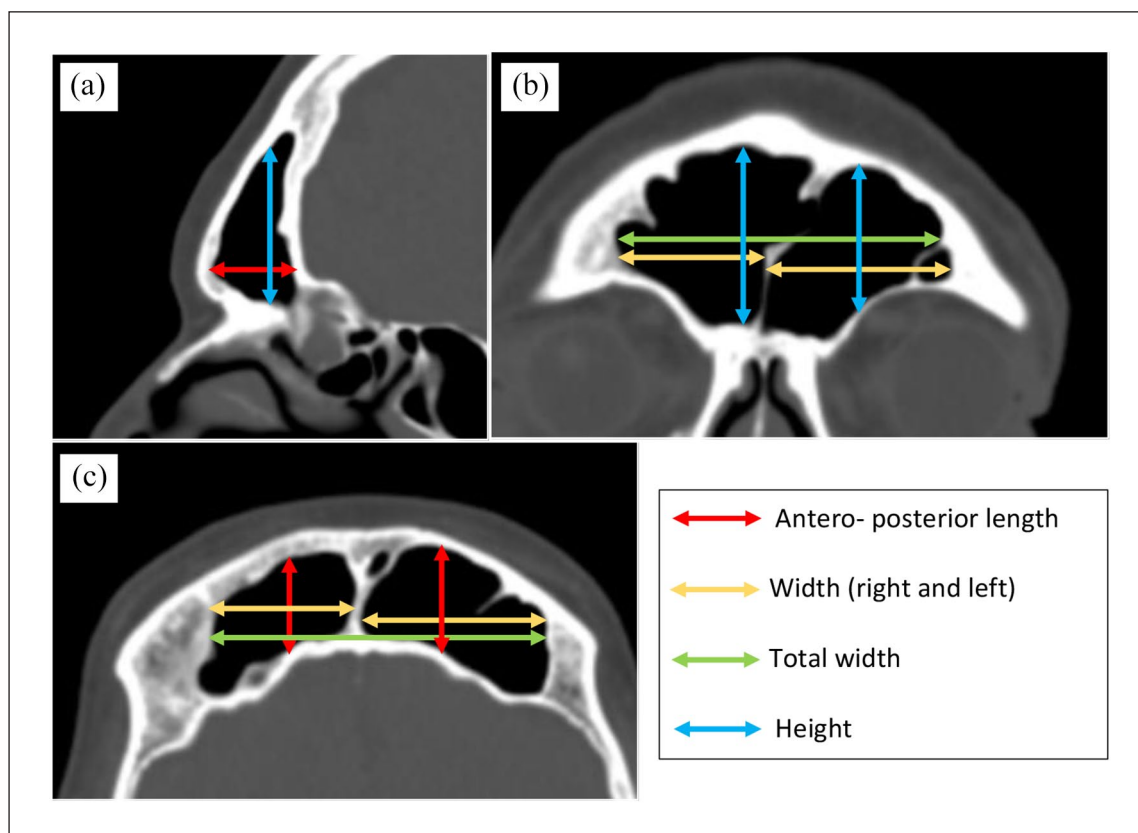 (a)
(b)
(c)
Antero- posterior length
Width (right and left)
Total width
Height